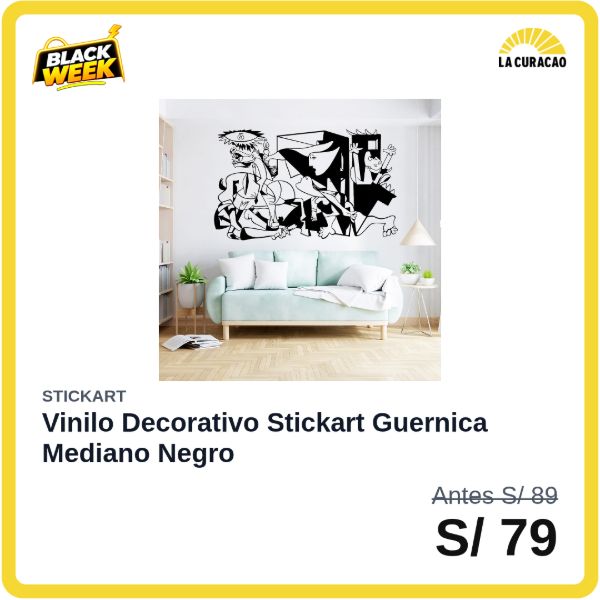 BLACK
WEEK
LA CURACAO
STICKART
Vinilo Decorativo Stickart Guernica
Mediano Negro
Antes S/ 89
S/ 79